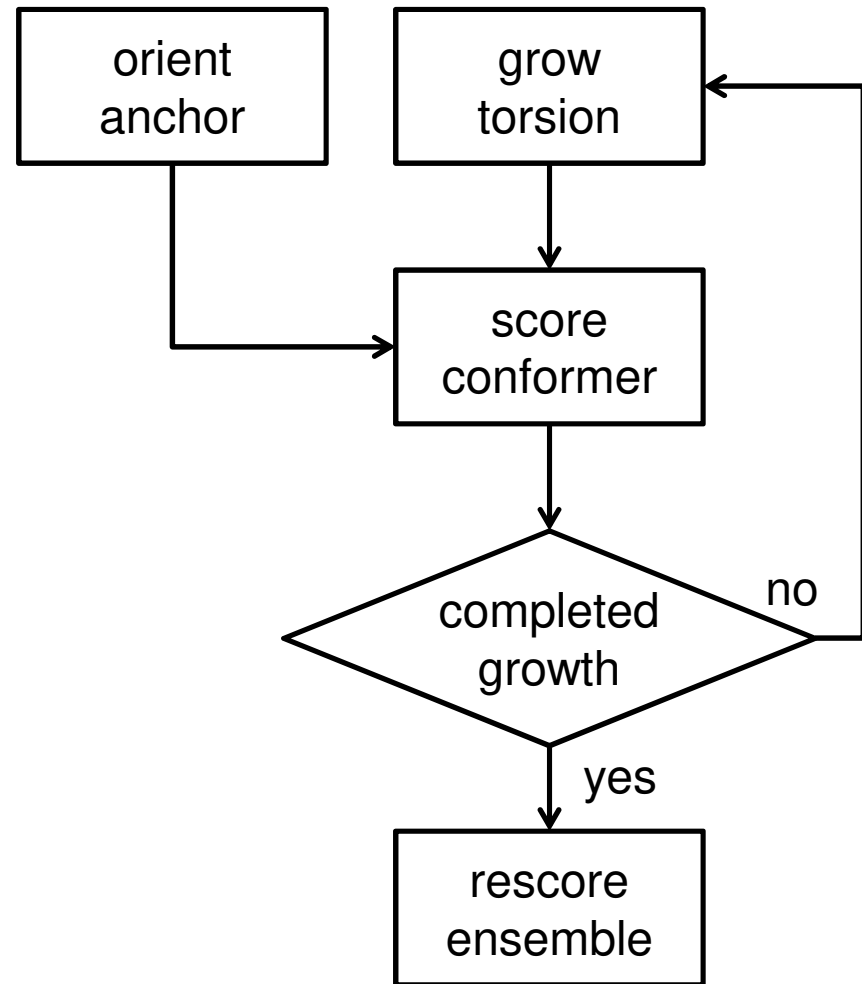 orient
anchor
grow
torsion
score
conformer
completed
growth
no
yes
rescore
ensemble